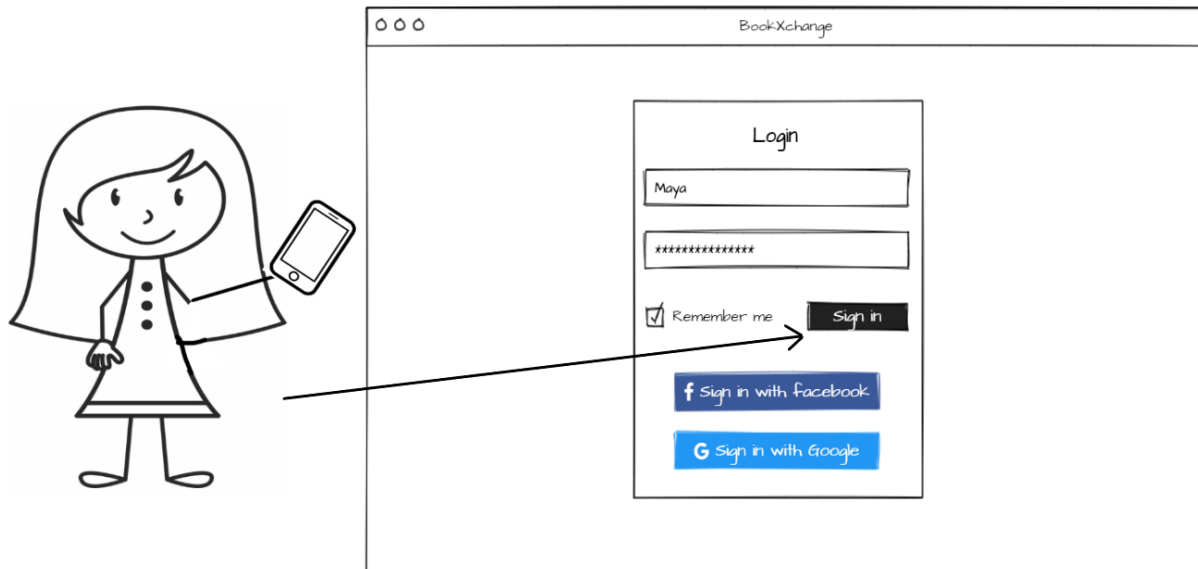 BookXchange
Login
Maya
***************
Remember me
Sign in
f Sign in with facebook
G Sign in with Google